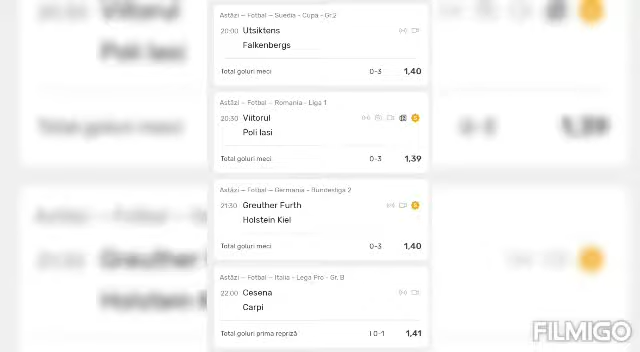 Astăzi – Fotbal – Suedia - Cupa - Gr.2
20:00 Utsiktens
Falkenbergs
Total goluri meci 0-3 1,40
Astăzi – Fotbal – Romania - Liga 1
20:30 Viitorul
Poli Iasi
Total goluri meci 0-3 1,39
Astăzi – Fotbal – Germania - Bundesliga 2
21:30 Greuther Furth
Holstein Kiel
Total goluri meci 0-3 1,40
Astăzi – Fotbal – Italia - Lega Pro - Gr. B
22:00 Cesena
Carpi
Total goluri prima repriză I 0-1 1,41
FILMIGO